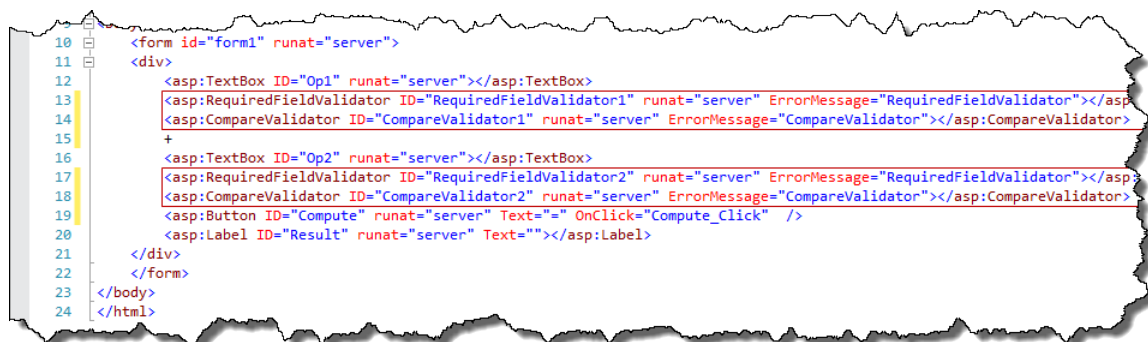 10 <form id="form1" runat="server">
11 <div>
12 <asp:TextBox ID="Op1" runat="server"></asp:TextBox>
13 <asp:RequiredFieldValidator ID="RequiredFieldValidator1" runat="server" ErrorMessage="RequiredFieldValidator"></asp
14 <asp:CompareValidator ID="CompareValidator1" runat="server" ErrorMessage="CompareValidator"></asp:CompareValidator>
15 +
16 <asp:TextBox ID="Op2" runat="server"></asp:TextBox>
17 <asp:RequiredFieldValidator ID="RequiredFieldValidator2" runat="server" ErrorMessage="RequiredFieldValidator"></asp:
18 <asp:CompareValidator ID="CompareValidator2" runat="server" ErrorMessage="CompareValidator"></asp:CompareValidator>
19 <asp:Button ID="Compute" runat="server" Text="=" OnClick="Compute_Click"  />
20 <asp:Label ID="Result" runat="server" Text=""></asp:Label>
21 </div>
22 </form>
23 </body>
24 </html>